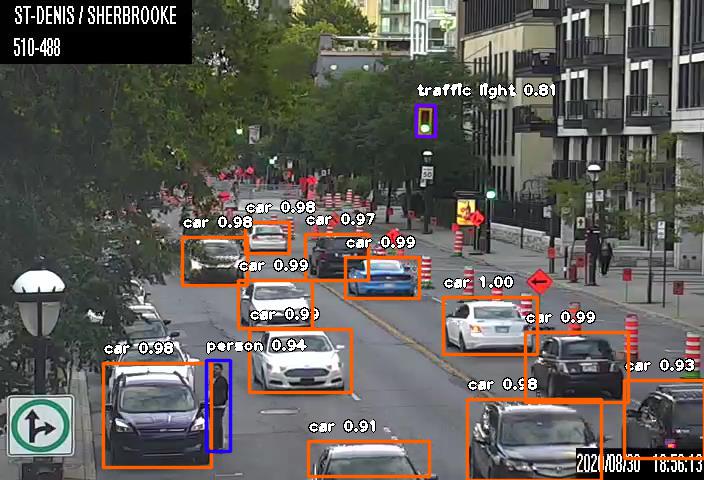 ST-DENIS / SHERBROOKE
510-488
traffic light 0.81
car 0.98
car 0.98
car 0.97
car 0.99
car 0.99
car 1.00
car 0.99
car 0.99
car 0.98
person 0.94
car 0.93
car 0.98
car 0.91
50
2020/08/30 18:56:13